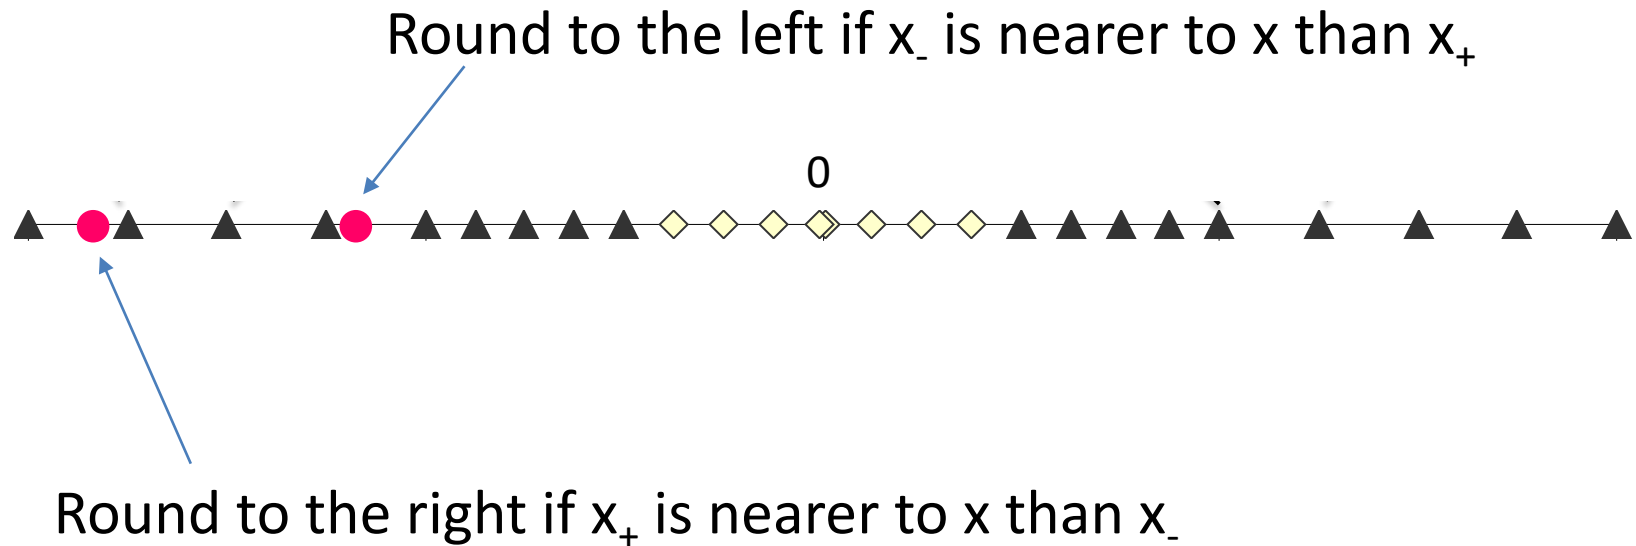 Round to the left if x₋ is nearer to x than x₊
0
Round to the right if x₊ is nearer to x than x₋